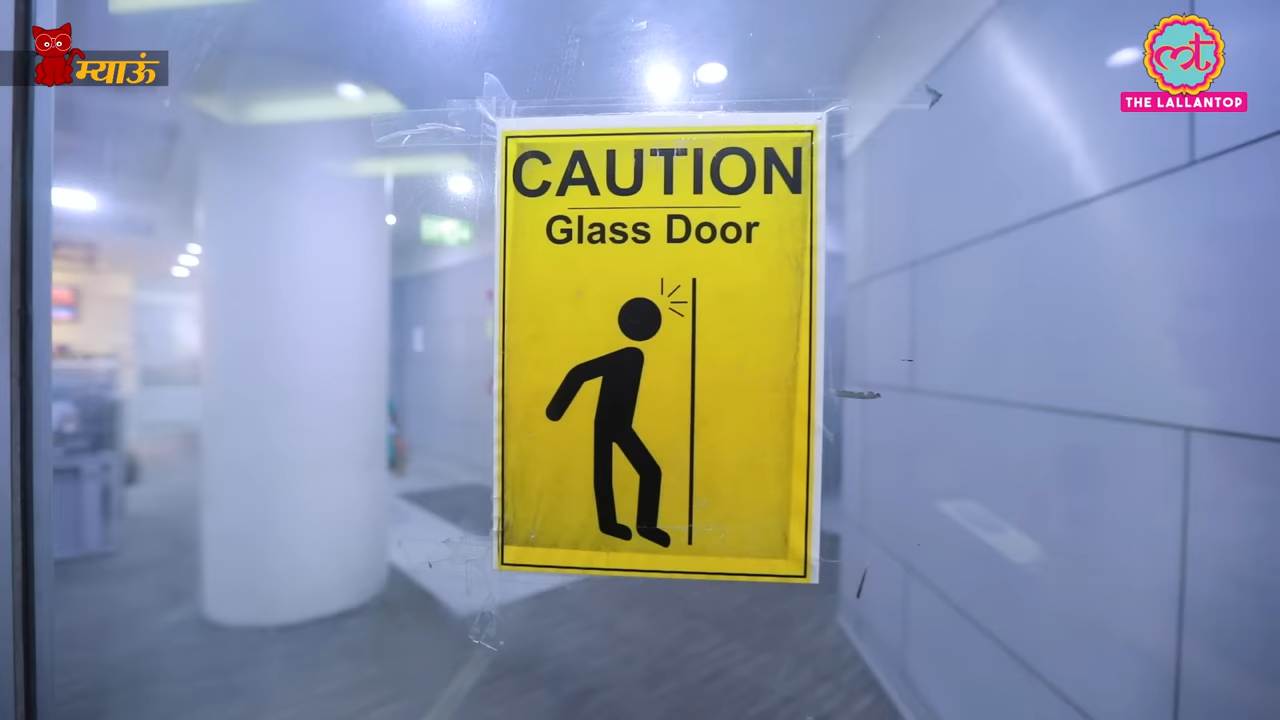 म्याऊं
THE LALLANTOP
CAUTION
Glass Door